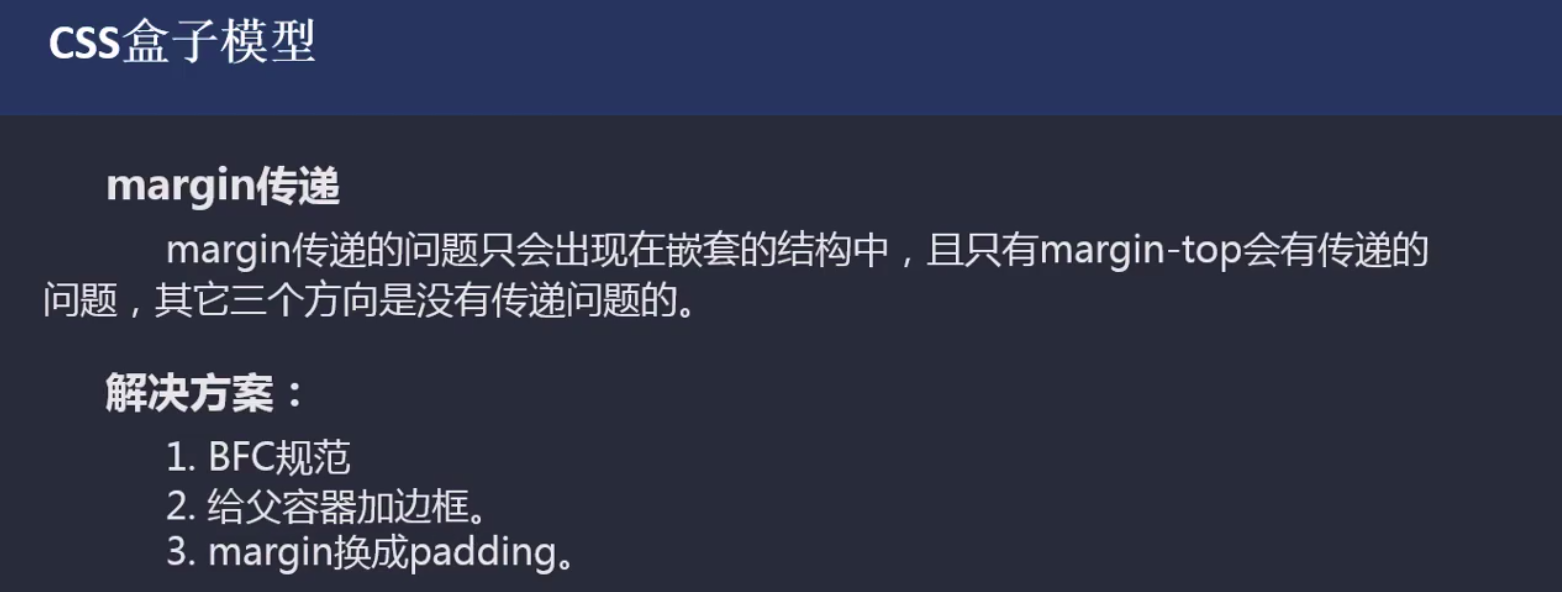 CSS盒子模型
margin传递
margin传递的问题只会出现在嵌套的结构中，且只有margin-top会有传递的
问题，其它三个方向是没有传递问题的。
解决方案：
1. BFC规范
2. 给父容器加边框。
3. margin换成padding。